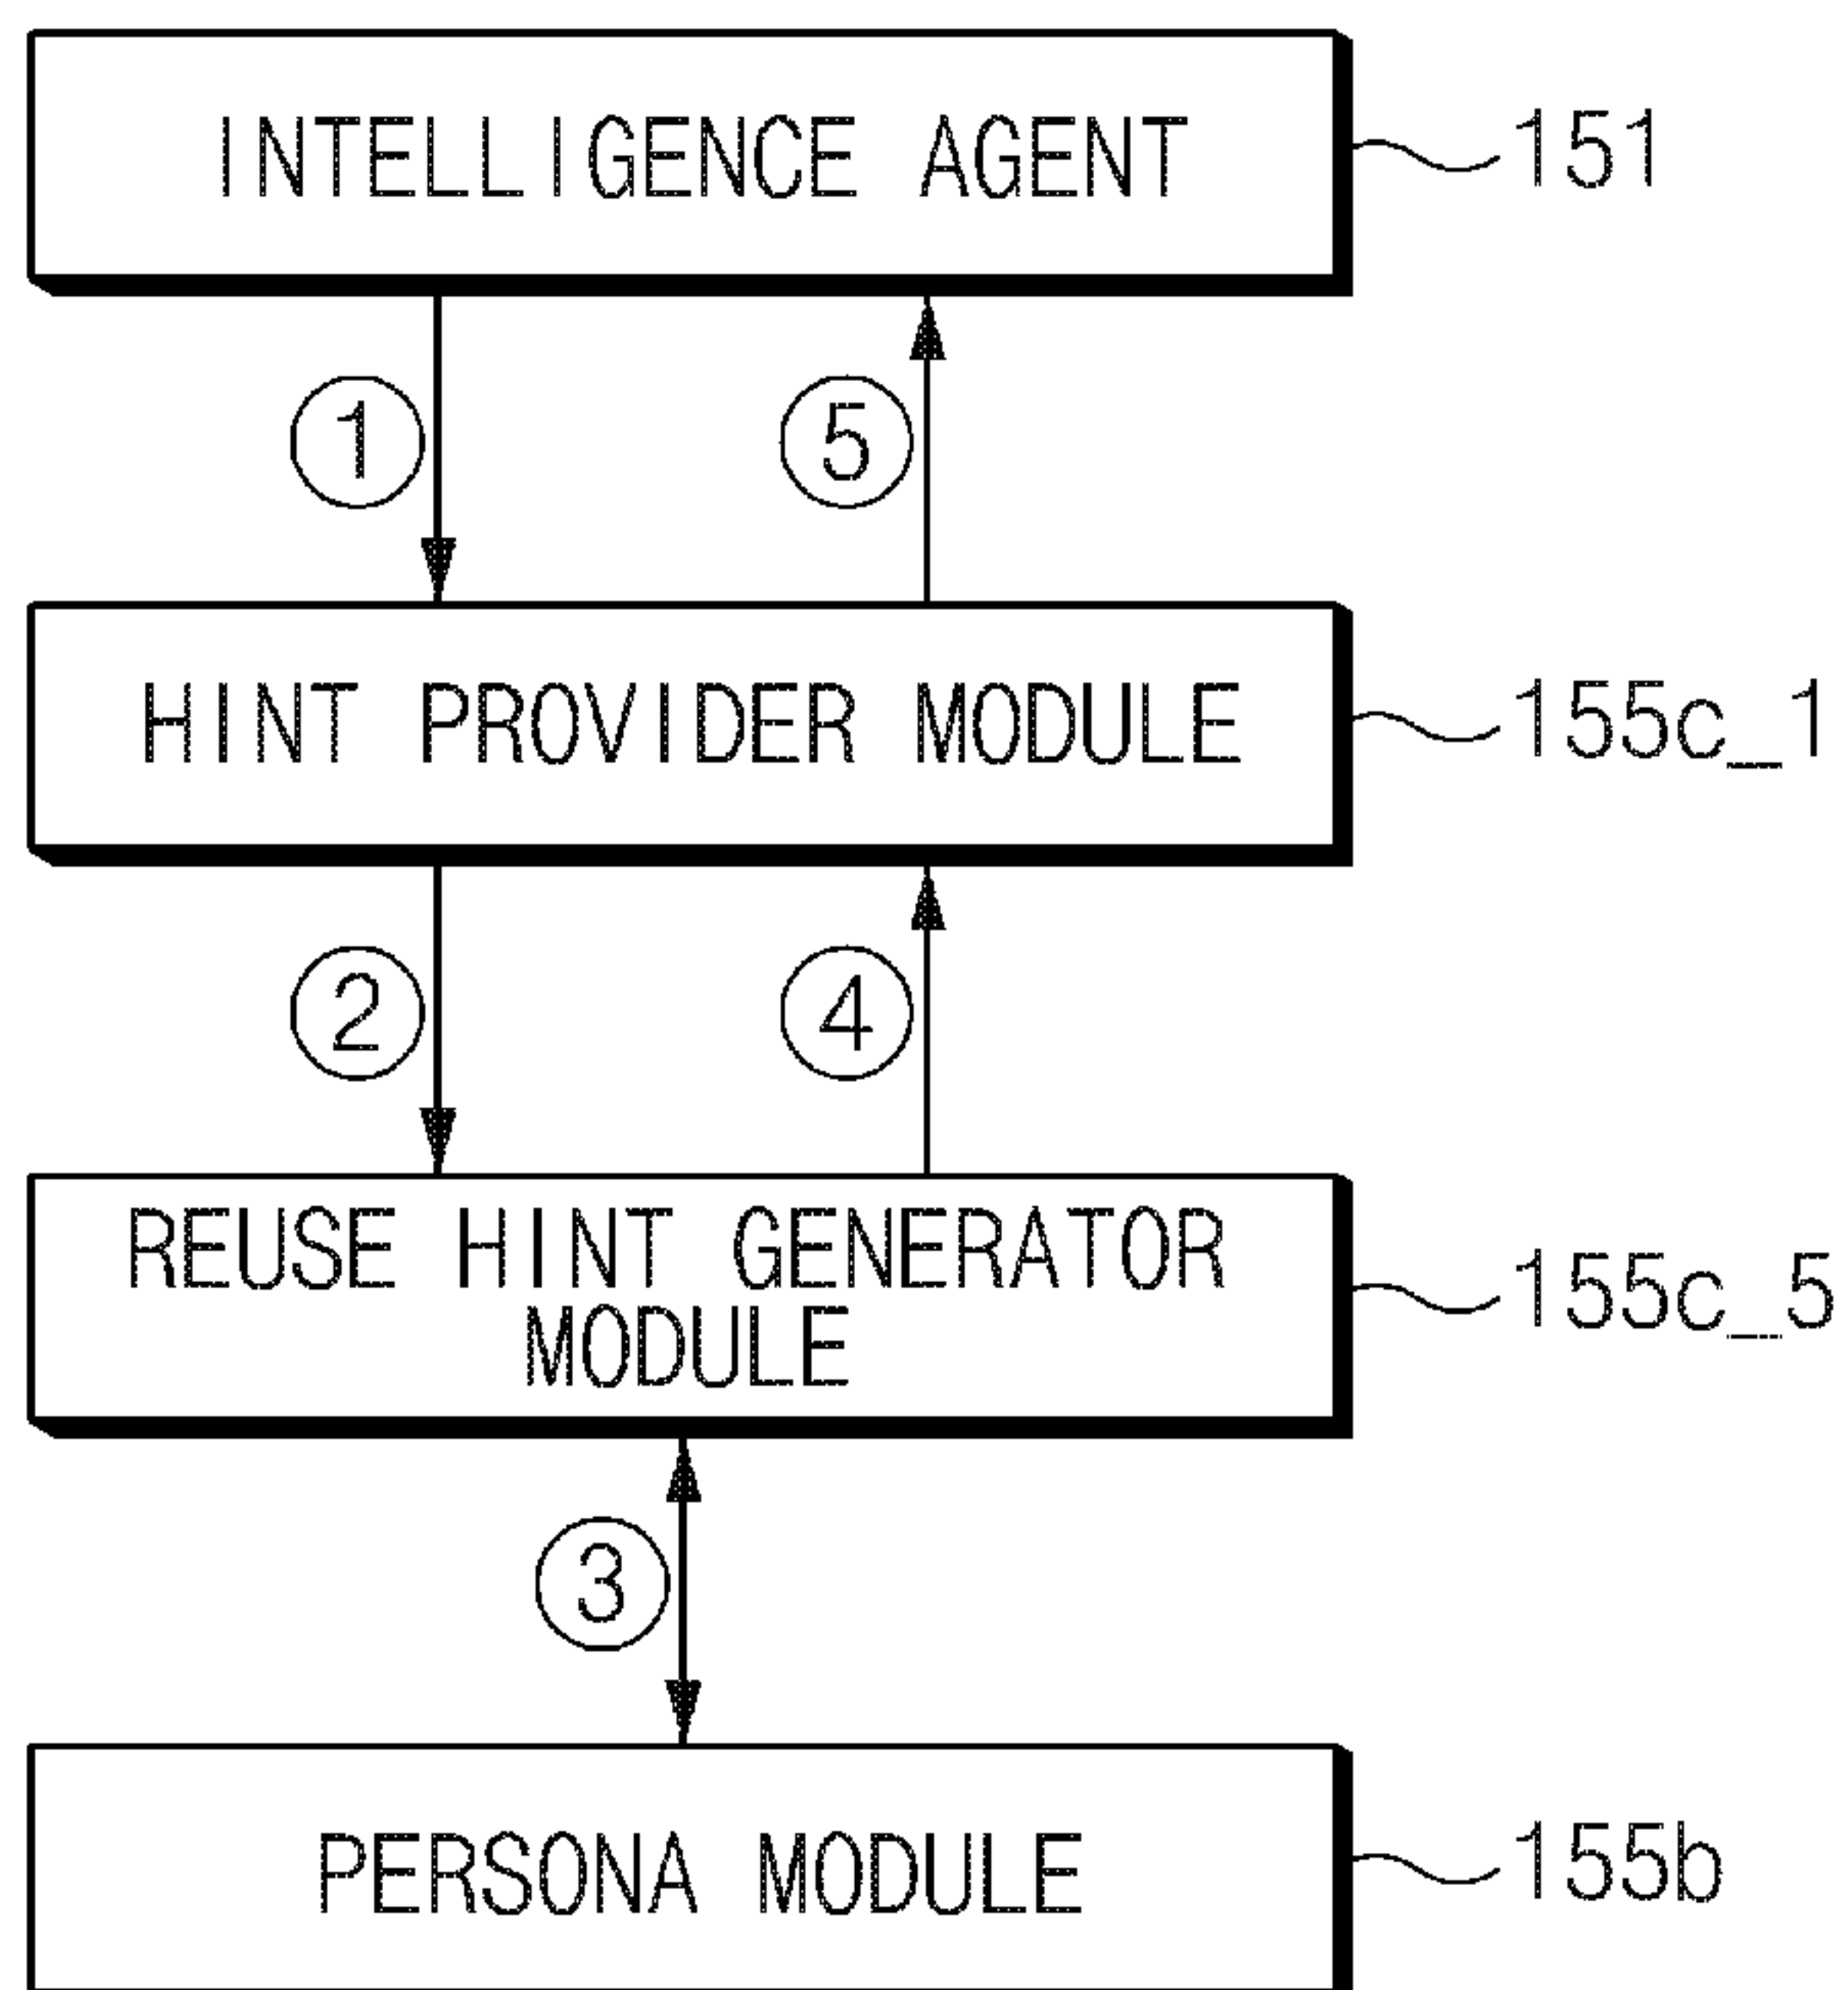 INTELLIGENCE AGENT
151
1
5
HINT PROVIDER MODULE
155c_1
2
4
REUSE HINT GENERATOR
MODULE
155c_5
3
PERSONA MODULE
155b